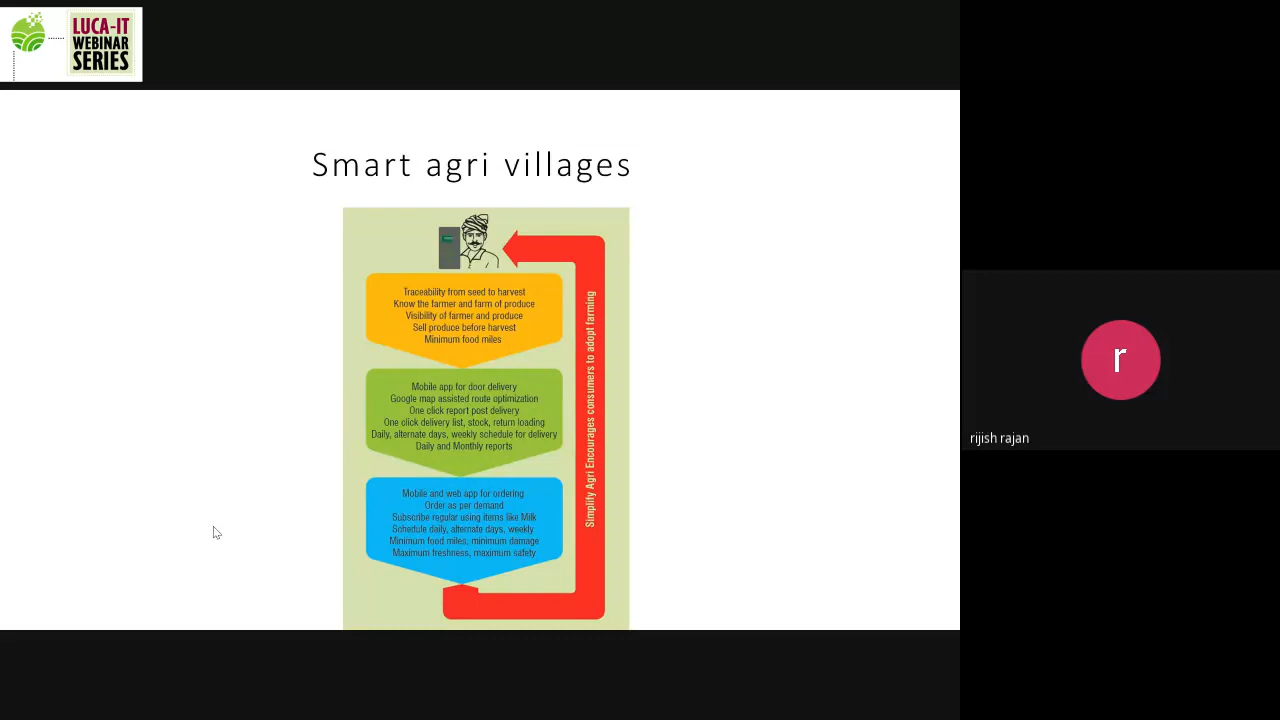 LUCA-IT
WEBINAR
SERIES
Smart agri villages
Traceability from seed to harvest
Know the farmer and farm of produce
Visibility of farmer and produce
Sell produce before harvest
Minimum food miles
Mobile app for door delivery
Google map assisted route optimization
One click report post delivery
One click delivery list, stock, return loading
Daily, alternate days, weekly schedule for delivery
Daily and Monthly reports
Mobile and web app for ordering
Order as per demand
Subscribe regular using items like Milk
Schedule daily, alternate days, weekly
Minimum food miles, minimum damage
Maximum freshness, maximum safety
Simplify Agri Encourages consumers to adopt farming
r
rijish rajan